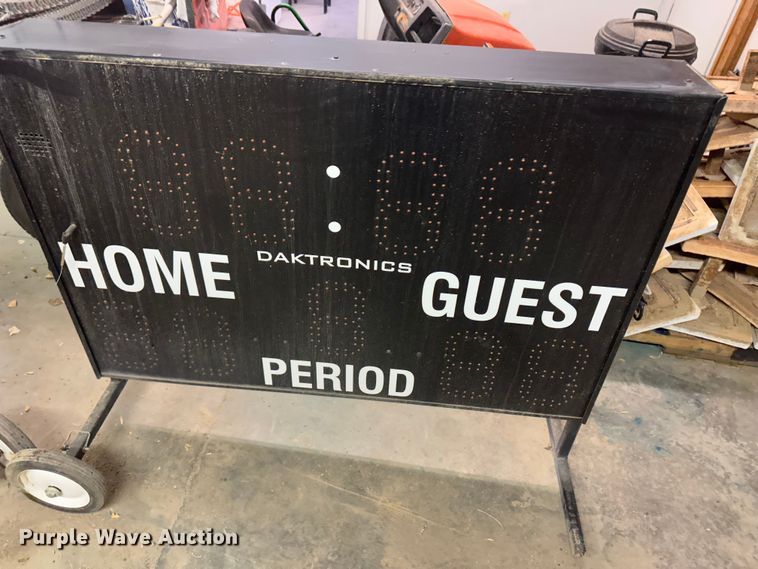 DAKTRONICS
HOME GUEST
PERIOD
Purple Wave Auction